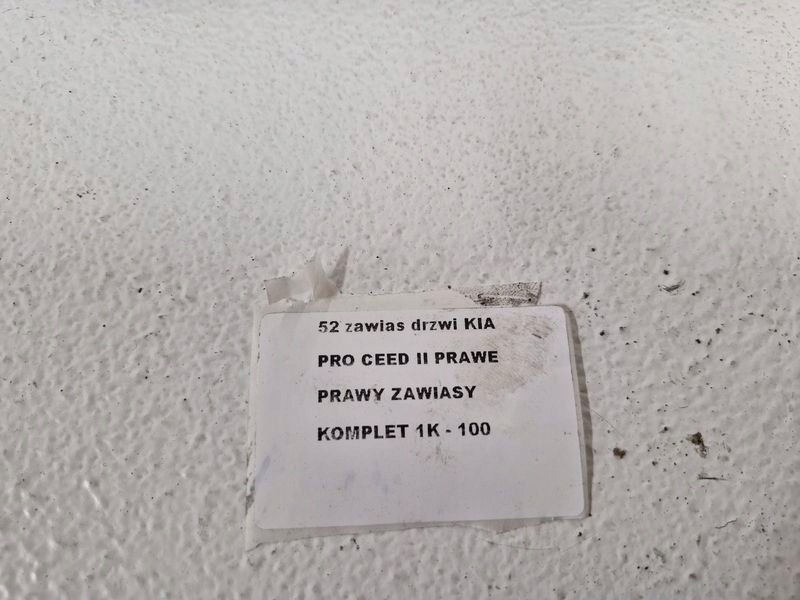 52 zawias drzwi KIA
PRO CEED II PRAWE
PRAWY ZAWIASY
KOMPLET 1K - 100